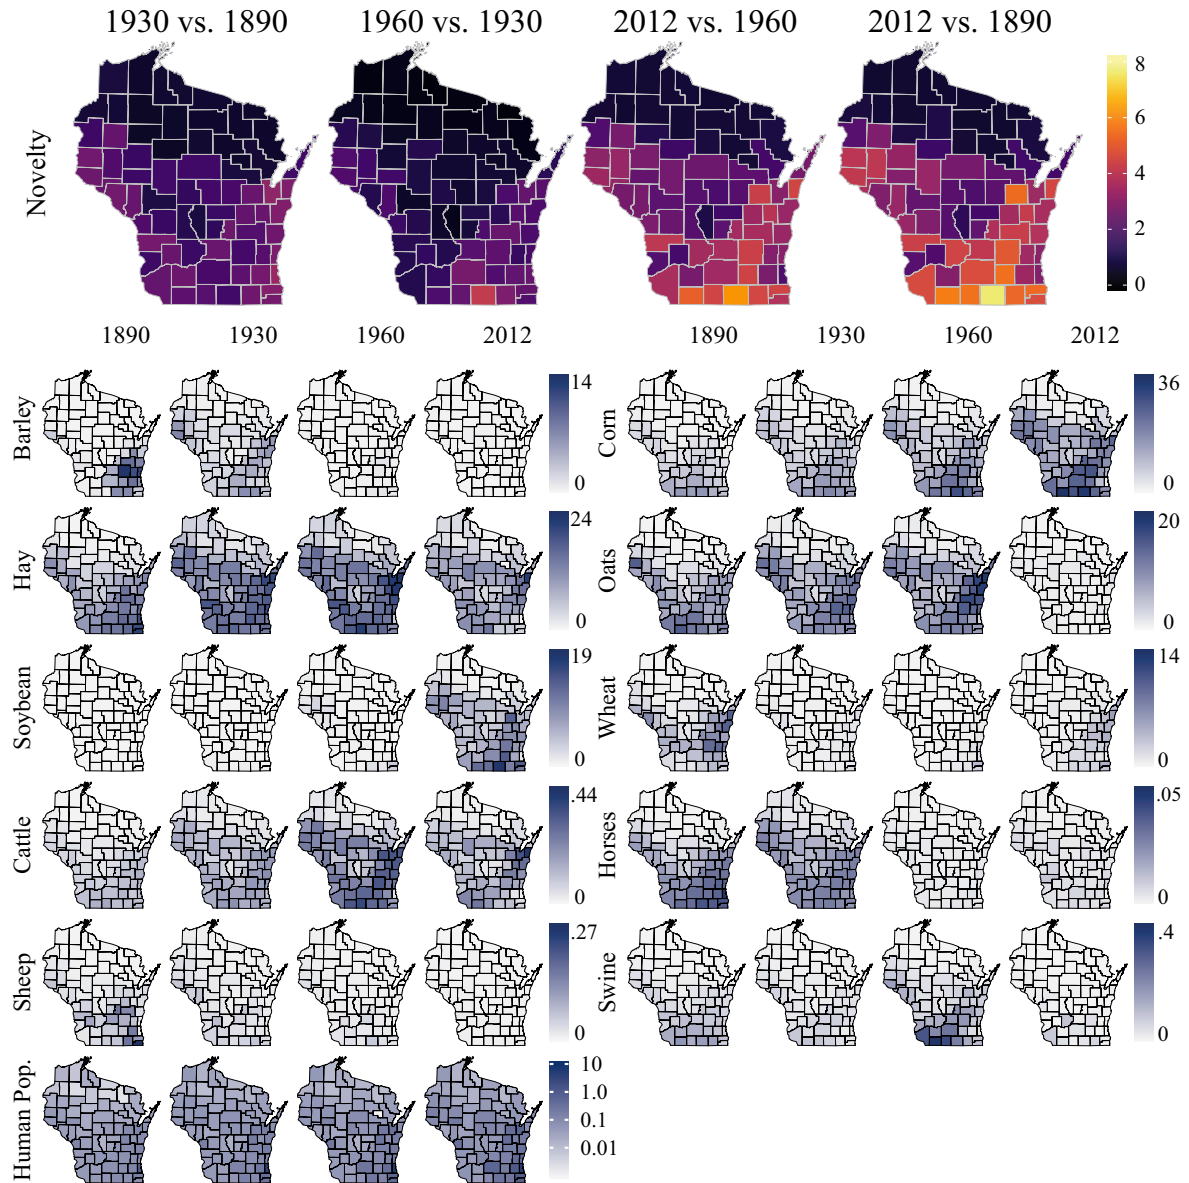 1930 vs. 1890 1960 vs. 1930 2012 vs. 1960 2012 vs. 1890
Novelty
8
6
4
2
0
1890 1930 1960 2012 1890 1930 1960 2012
Barley 14 0 Corn 36 0
Hay 24 0 Oats 20 0
Soybean 19 0 Wheat 14 0
Cattle .44 0 Horses .05 0
Sheep .27 0 Swine .4 0
Human Pop. 10
1.0
0.1
0.01